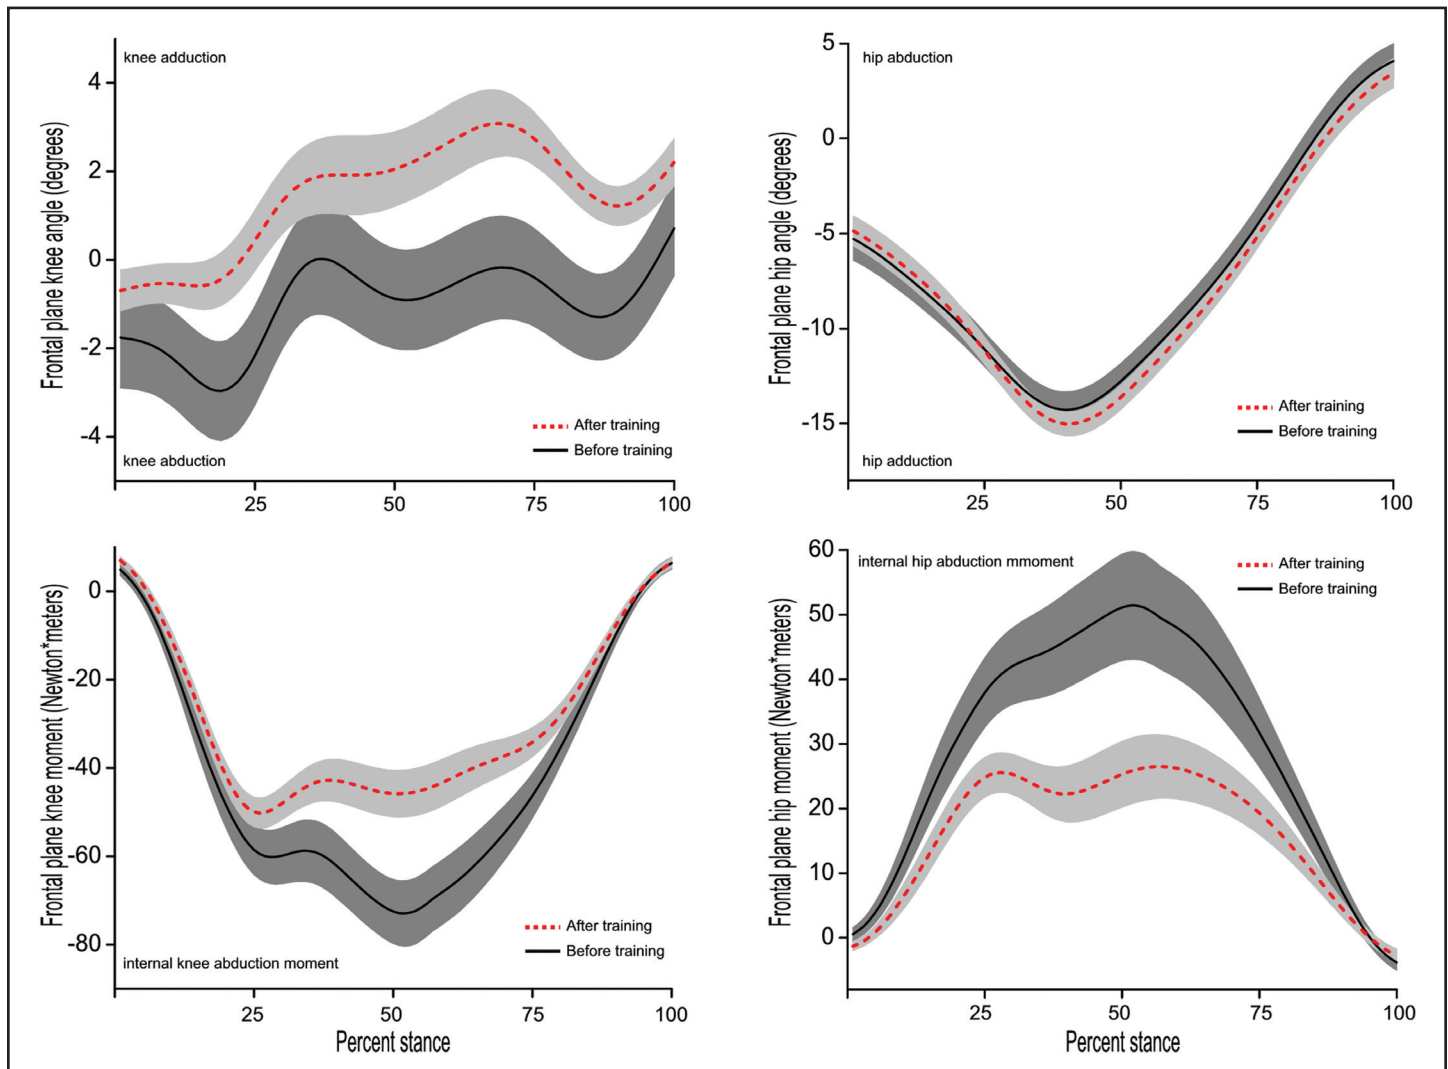 knee adduction
Frontal plane knee angle (degrees)
4
2
0
-2
-4
After training
Before training
knee abduction
25
50
75
100
5
hip abduction
Frontal plane hip angle (degrees)
0
-5
-10
-15
After training
Before training
hip adduction
25
50
75
100
Frontal plane knee moment (Newton*meters)
0
-20
-40
-60
-80
After training
Before training
internal knee abduction moment
25
50
75
100
Percent stance
60
internal hip abduction mmoment
After training
Before training
Frontal plane hip moment (Newton*meters)
50
40
30
20
10
0
25
50
75
100
Percent stance